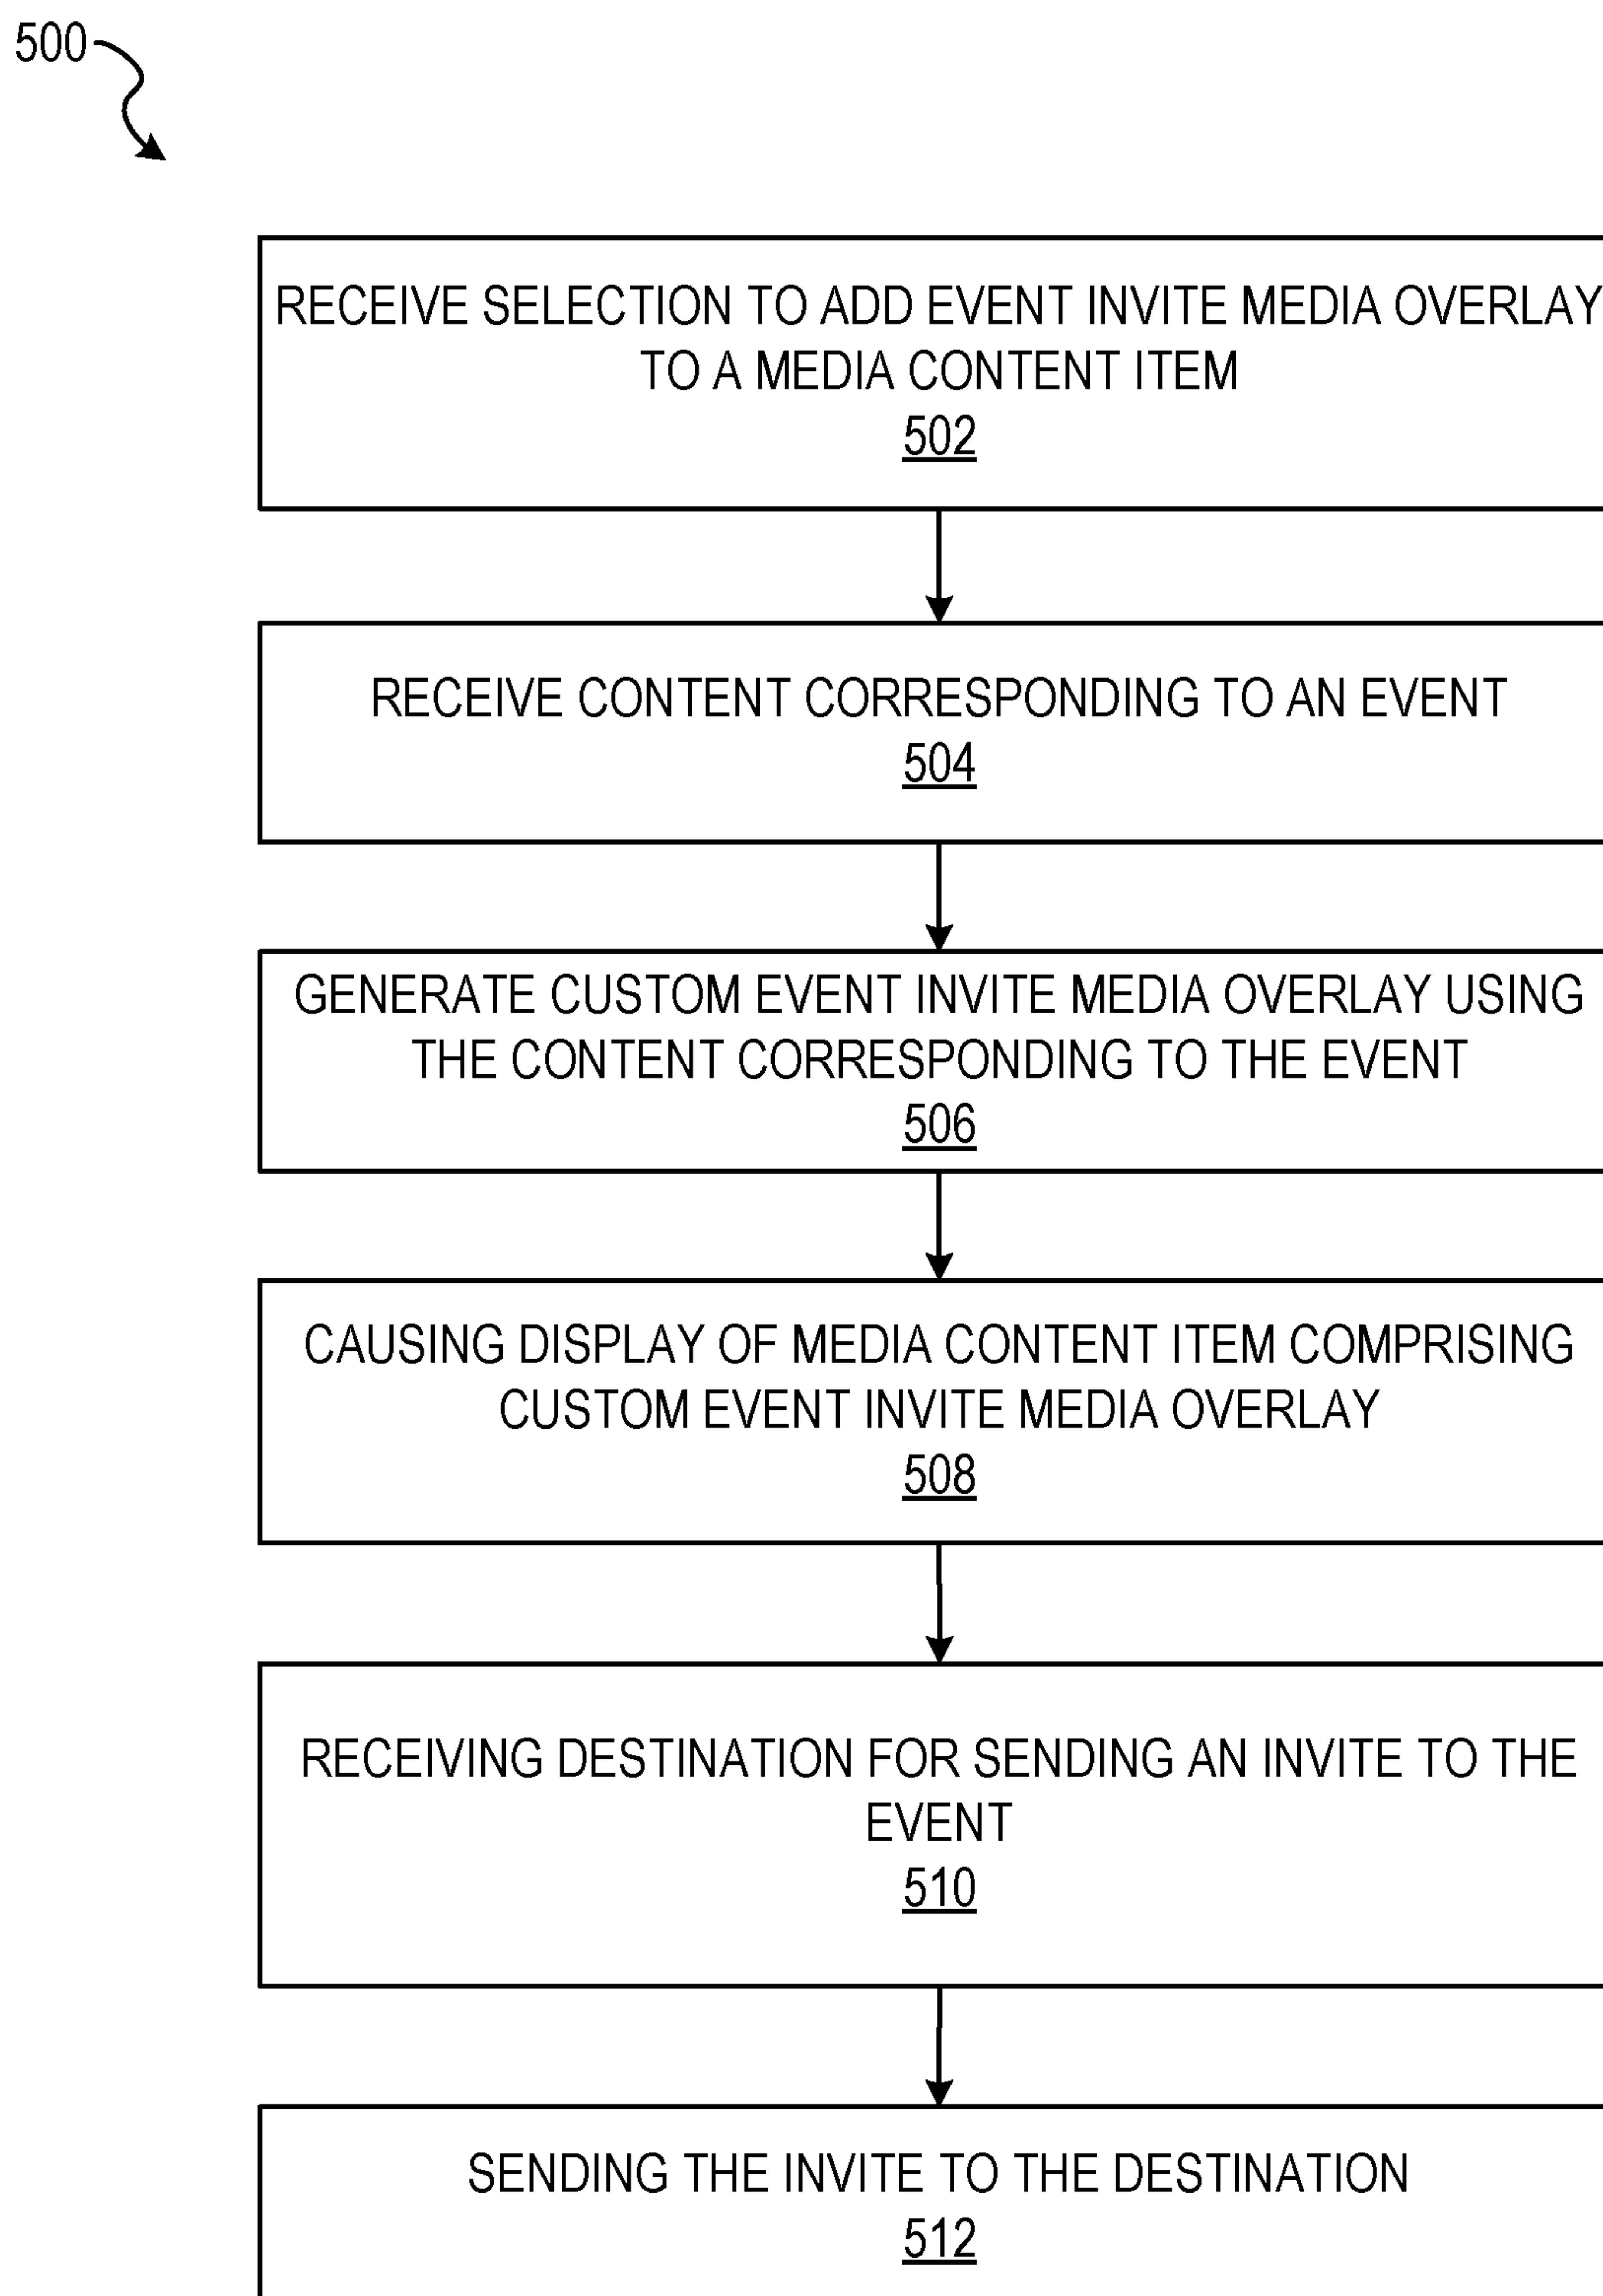 500
RECEIVE SELECTION TO ADD EVENT INVITE MEDIA OVERLAY
TO A MEDIA CONTENT ITEM
502
RECEIVE CONTENT CORRESPONDING TO AN EVENT
504
GENERATE CUSTOM EVENT INVITE MEDIA OVERLAY USING
THE CONTENT CORRESPONDING TO THE EVENT
506
CAUSING DISPLAY OF MEDIA CONTENT ITEM COMPRISING
CUSTOM EVENT INVITE MEDIA OVERLAY
508
RECEIVING DESTINATION FOR SENDING AN INVITE TO THE
EVENT
510
SENDING THE INVITE TO THE DESTINATION
512